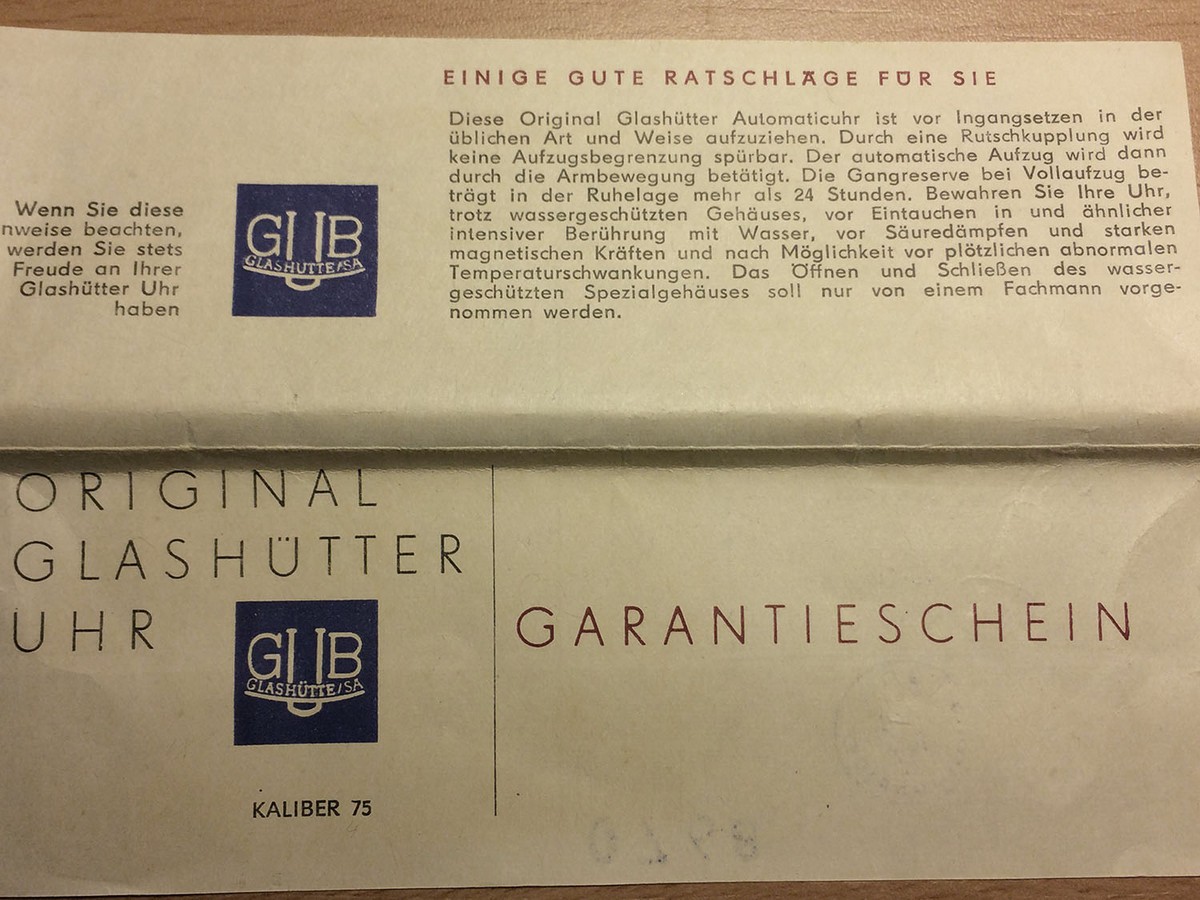 EINIGE GUTE RATSCHLÄGE FÜR SIE
Diese Original Glashütter Automaticuhr ist vor Ingangsetzen in der
üblichen Art und Weise aufzuziehen. Durch eine Rutschkupplung wird
keine Aufzugsbegrenzung spürbar. Der automatische Aufzug wird dann
durch die Armbewegung betätigt. Die Gangreserve bei Vollaufzug be-
trägt in der Ruhelage mehr als 24 Stunden. Bewahren Sie Ihre Uhr,
trotz wassergeschützten Gehäuses, vor Eintauchen in und ähnlicher
intensiver Berührung mit Wasser, vor Säuredämpfen und starken
magnetischen Kräften und nach Möglichkeit vor plötzlichen abnormalen
Temperaturschwankungen. Das Öffnen und Schließen des wasser-
geschützten Spezialgehäuses soll nur von einem Fachmann vorge-
nommen werden.
Wenn Sie diese
nweise beachten,
werden Sie stets
Freude an Ihrer
Glashütter Uhr
haben
GUB
GLASHÜTTE/SA
ORIGINAL
GLASHÜTTER
UHR
GUB
GLASHÜTTE/SA
KALIBER 75
GARANTIESCHEIN